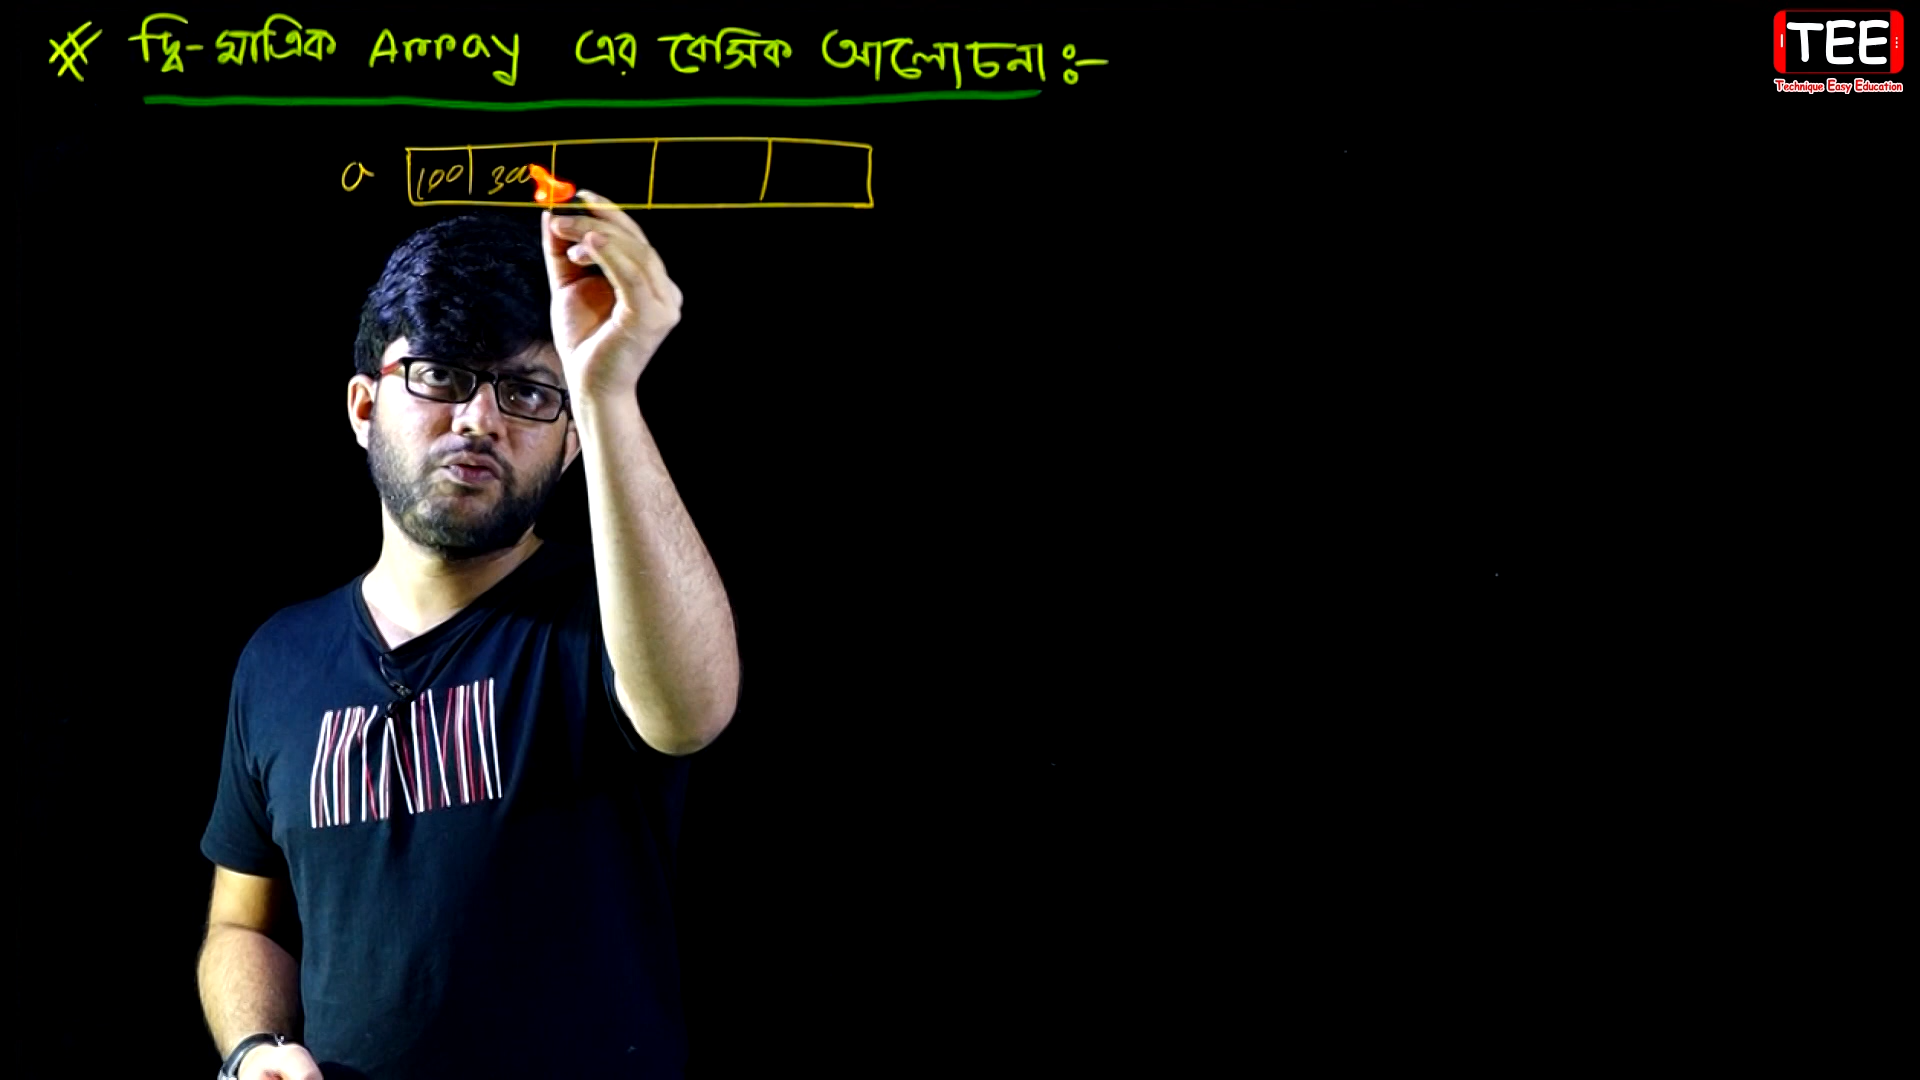 * দ্বি-মাত্রিক Array এর বেসিক আলোচনা :-
TEE
Technique Easy Education
a 100 300